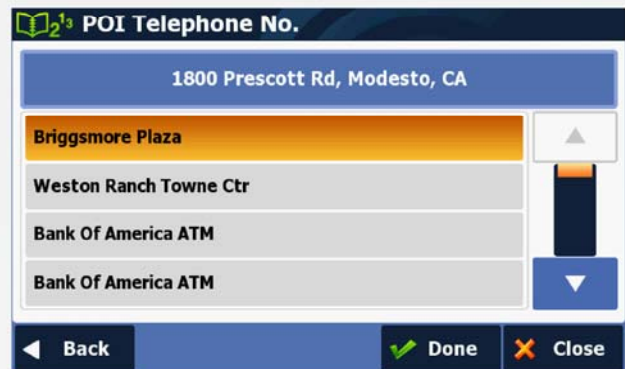 POI Telephone No.
1800 Prescott Rd, Modesto, CA
Briggsmore Plaza
Weston Ranch Towne Ctr
Bank Of America ATM
Bank Of America ATM
Back Done Close